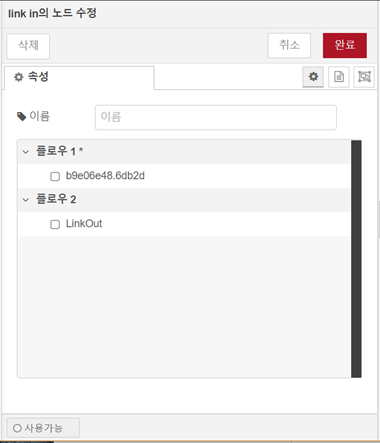 link in의 노드 수정
삭제
취소
완료
속성
이름
이름
플로우 1 *
b9e06e48.6db2d
플로우 2
LinkOut
사용가능